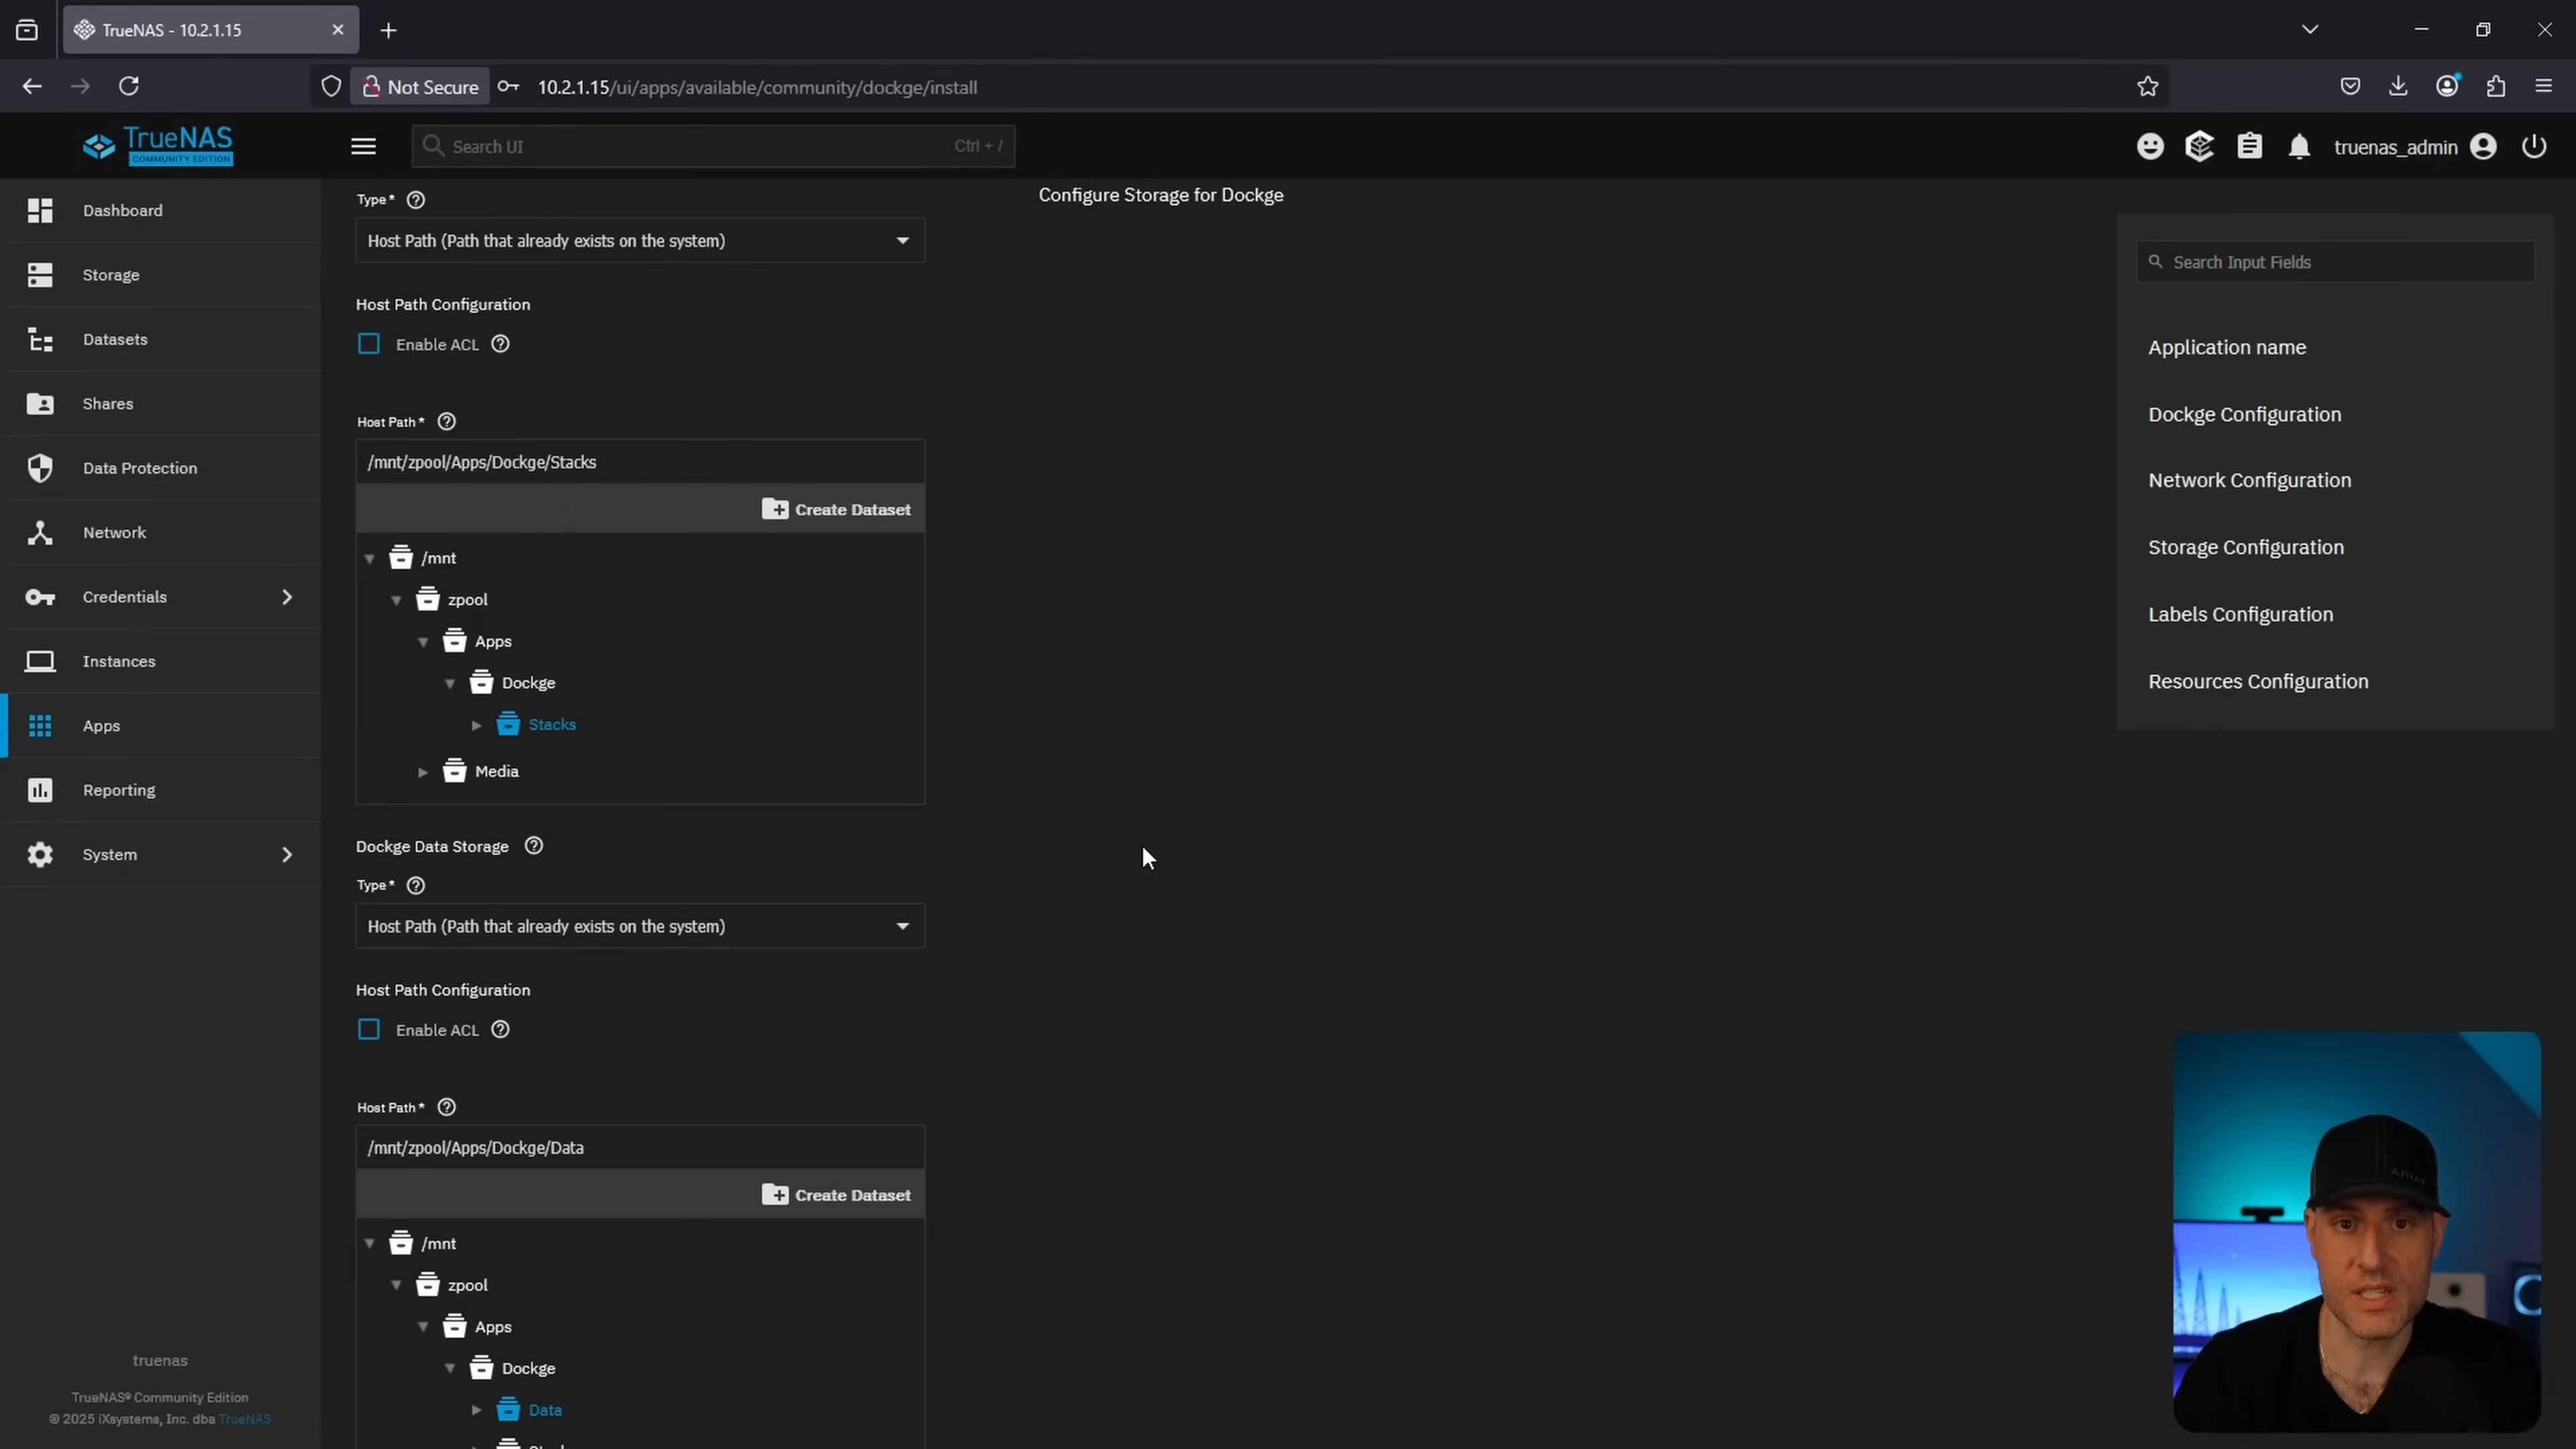 TrueNAS - 10.2.1.15
Not Secure
10.2.1.15/ui/apps/available/community/dockge/install
TrueNAS
COMMUNITY EDITION
Search UI
Ctrl + /
truenas_admin
Dashboard
Storage
Datasets
Shares
Data Protection
Network
Credentials
Instances
Apps
Reporting
System
truenas
TrueNAS® Community Edition
© 2025 iXsystems, Inc. dba TrueNAS
Type *
Host Path (Path that already exists on the system)
Host Path Configuration
Enable ACL
Host Path *
/mnt/zpool/Apps/Dockge/Stacks
Create Dataset
/mnt
zpool
Apps
Dockge
Stacks
Media
Dockge Data Storage
Type *
Host Path (Path that already exists on the system)
Host Path Configuration
Enable ACL
Host Path *
/mnt/zpool/Apps/Dockge/Data
Create Dataset
/mnt
zpool
Apps
Dockge
Data
Configure Storage for Dockge
Search Input Fields
Application name
Dockge Configuration
Network Configuration
Storage Configuration
Labels Configuration
Resources Configuration
ARIAT